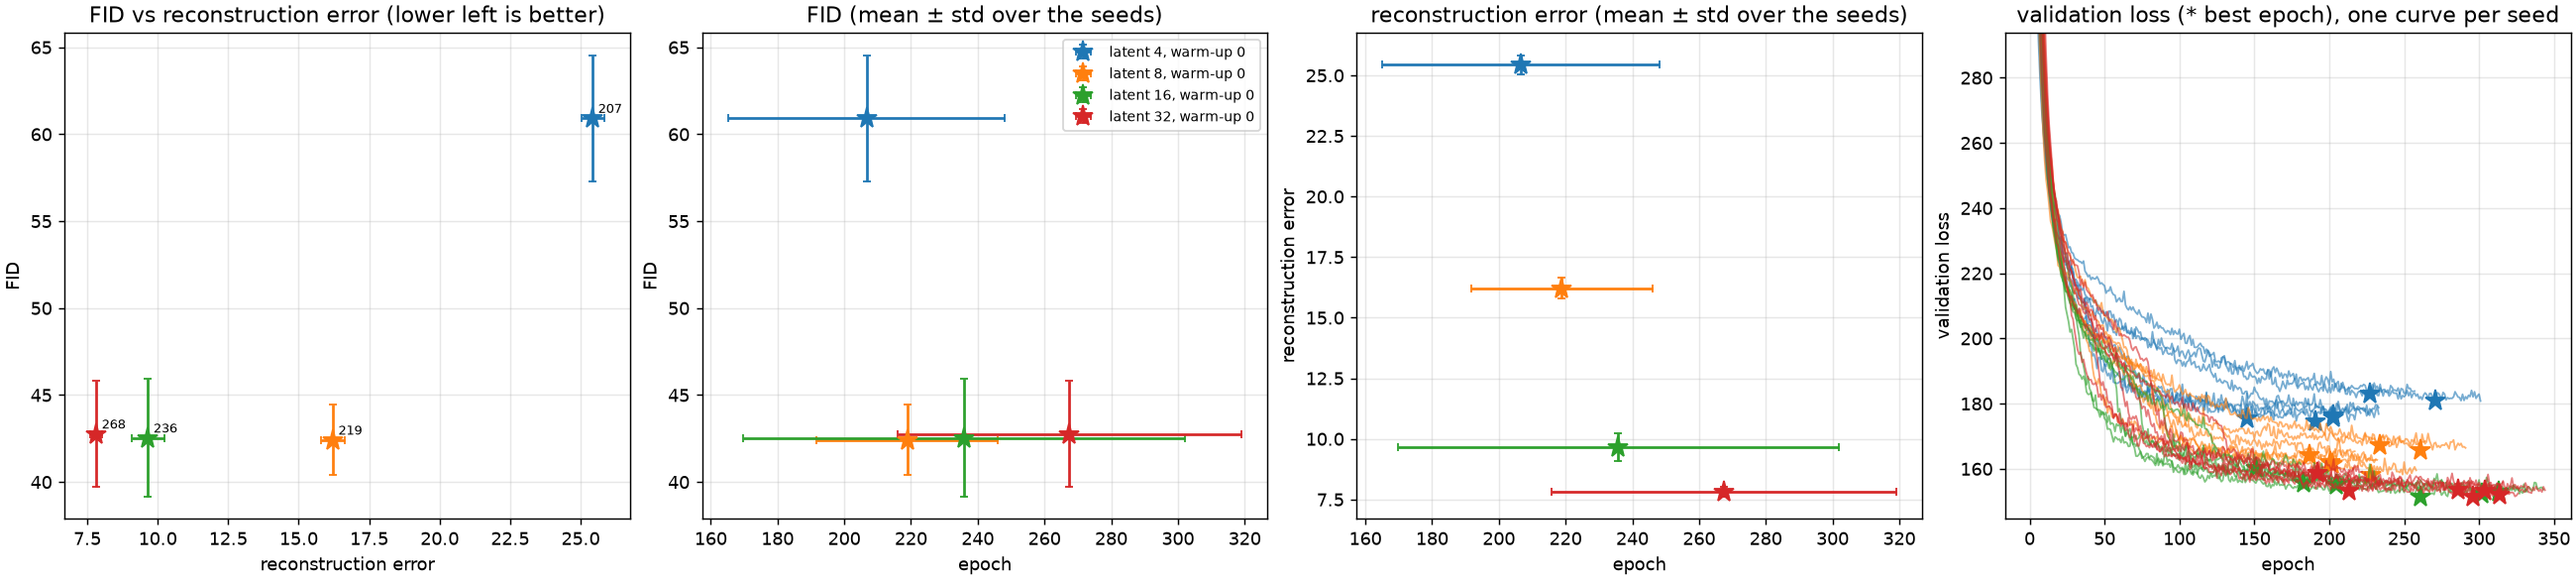 FID vs reconstruction error (lower left is better)
65
60
55
50
45
40
FID
7.5 10.0 12.5 15.0 17.5 20.0 22.5 25.0
reconstruction error
207
268
236
219
FID (mean ± std over the seeds)
65
60
55
50
45
40
FID
160 180 200 220 240 260 280 300 320
epoch
latent 4, warm-up 0
latent 8, warm-up 0
latent 16, warm-up 0
latent 32, warm-up 0
reconstruction error (mean ± std over the seeds)
25.0
22.5
20.0
17.5
15.0
12.5
10.0
7.5
reconstruction error
160 180 200 220 240 260 280 300 320
epoch
validation loss (* best epoch), one curve per seed
280
260
240
220
200
180
160
validation loss
0 50 100 150 200 250 300 350
epoch